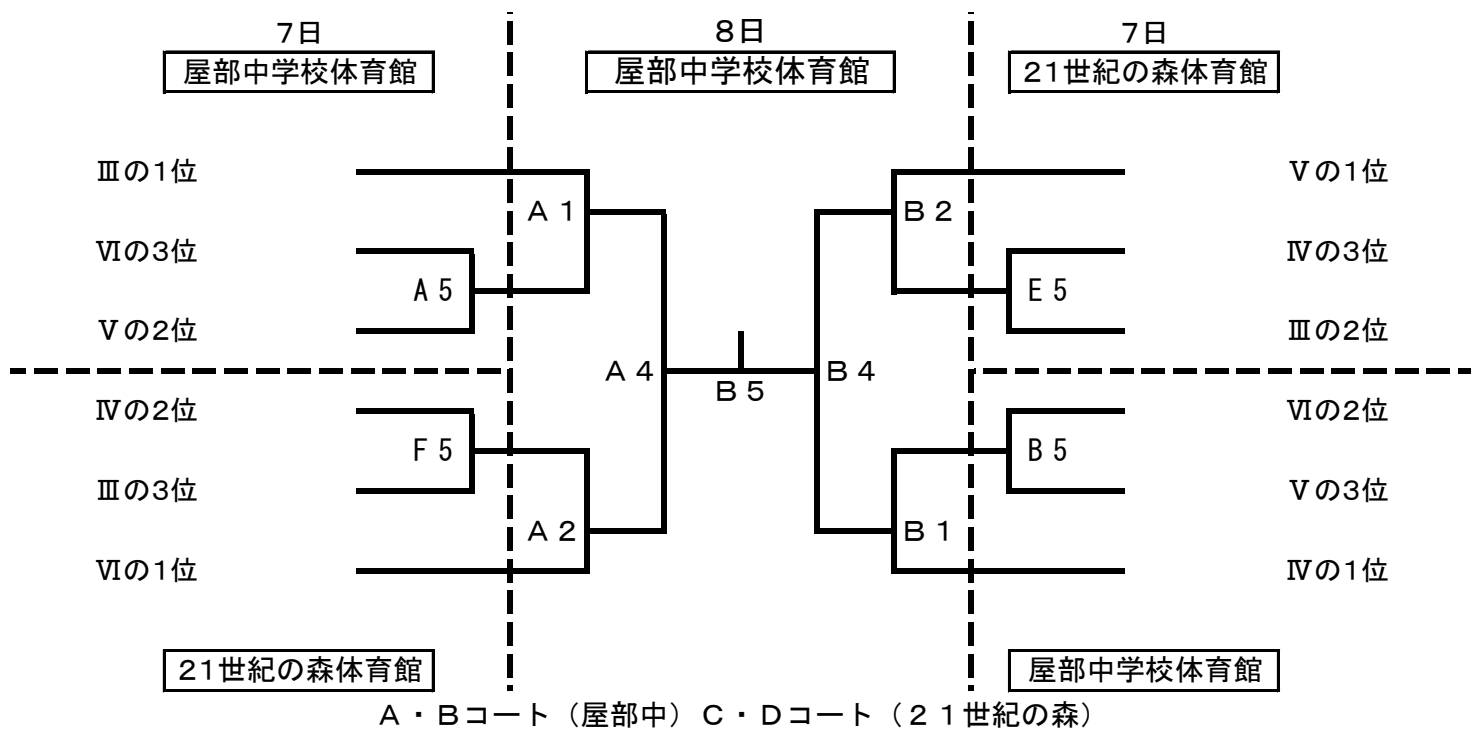 7日 8日 7日
屋部中学校体育館 屋部中学校体育館 21世紀の森体育館
Ⅲの1位 Ⅴの1位
A 1 B 2
Ⅵの3位 Ⅳの3位
A 5 E 5
Ⅴの2位 Ⅲの2位
A 4 B 4
B 5
Ⅳの2位 Ⅵの2位
F 5 B 5
Ⅲの3位 Ⅴの3位
A 2 B 1
Ⅵの1位 Ⅳの1位
21世紀の森体育館 屋部中学校体育館
A・Bコート（屋部中）C・Dコート（２１世紀の森）